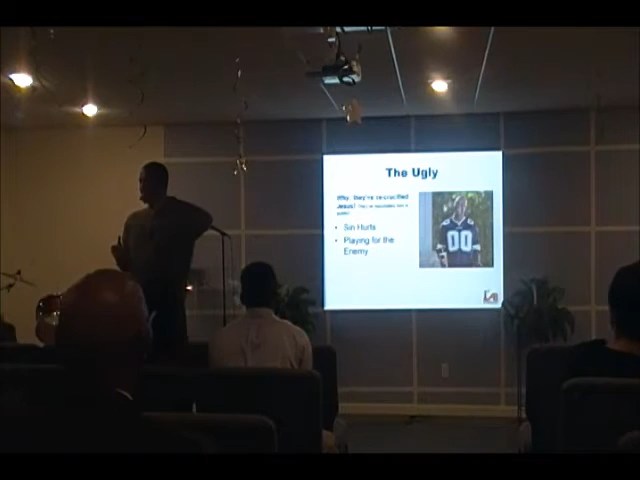 The Ugly
Why: they're re-crucified
Jesus!
• Sin Hurts
• Playing for the
Enemy
00